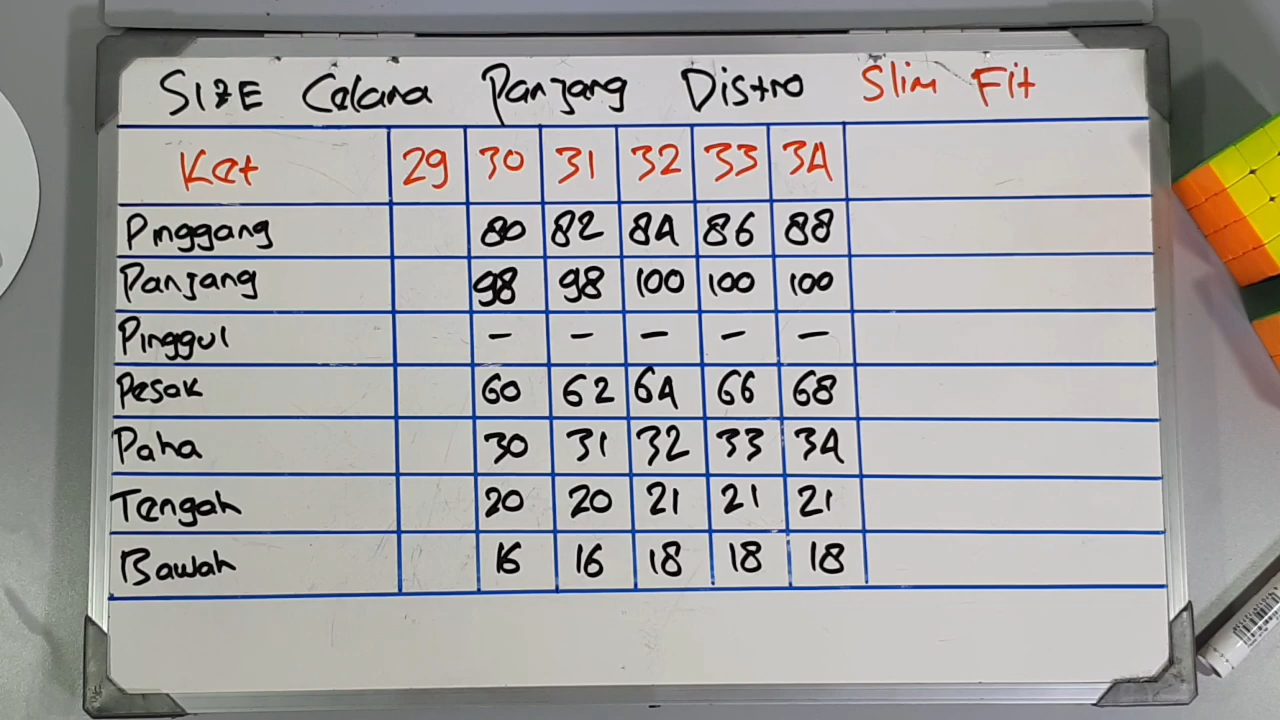 SIZE Celana Panjang Distro Slim Fit
Ket 29 30 31 32 33 34
Pinggang 80 82 84 86 88
Panjang 98 98 100 100 100
Pinggul - - - - -
Pesak 60 62 64 66 68
Paha 30 31 32 33 34
Tengah 20 20 21 21 21
Bawah 16 16 18 18 18